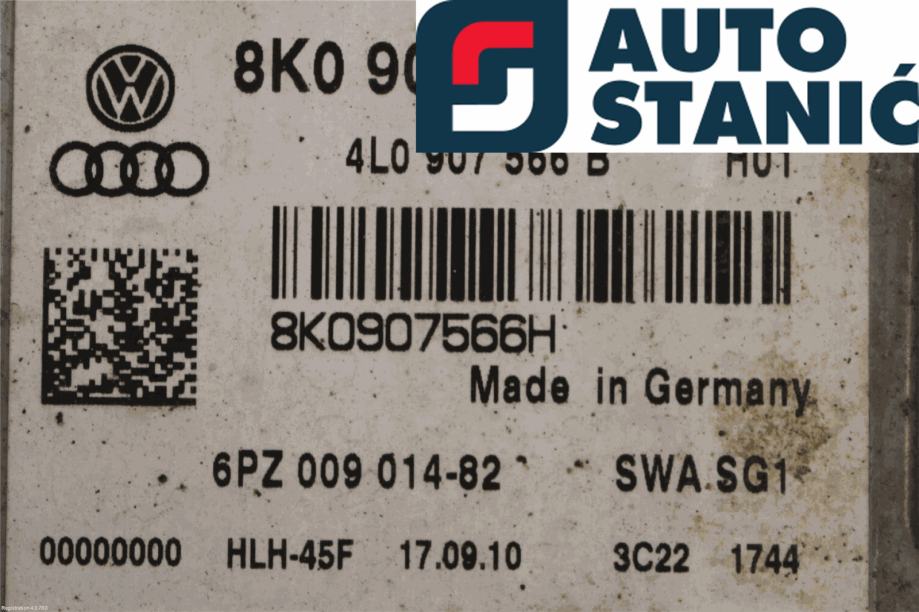 AUTO
STANIĆ
8K0 90
4L0 907 566 B H01
8K0907566H
Made in Germany
6PZ 009 014-82 SWA.SG1
00000000 HLH-45F 17.09.10 3C22 1744